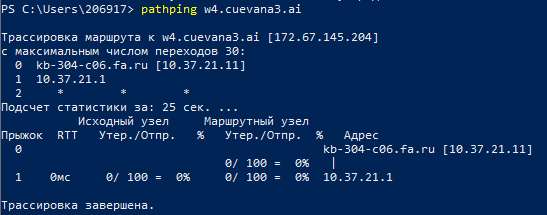 PS C:\Users\206917> pathping w4.cuevana3.ai
Трассировка маршрута к w4.cuevana3.ai [172.67.145.204]
с максимальным числом переходов 30:
  0  kb-304-c06.fa.ru [10.37.21.11]
  1  10.37.21.1
  2     *        *        *
Подсчет статистики за: 25 сек. ...
            Исходный узел      Маршрутный узел
Прыжок  RTT    Утер./Отпр.   %    Утер./Отпр.  %   Адрес
  0                                           kb-304-c06.fa.ru [10.37.21.11]
                                0/ 100 =  0%   |
  1    0мс     0/ 100 =  0%     0/ 100 =  0%  10.37.21.1
Трассировка завершена.